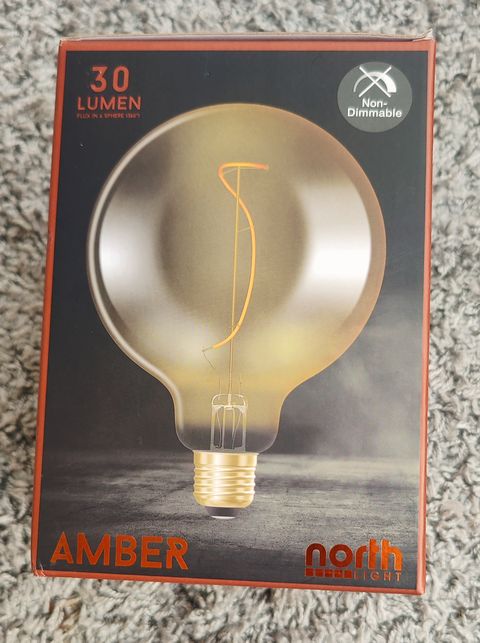 30
LUMEN
FLUX IN A SPHERE (360°)
Non-
Dimmable
AMBER
north
LIGHT